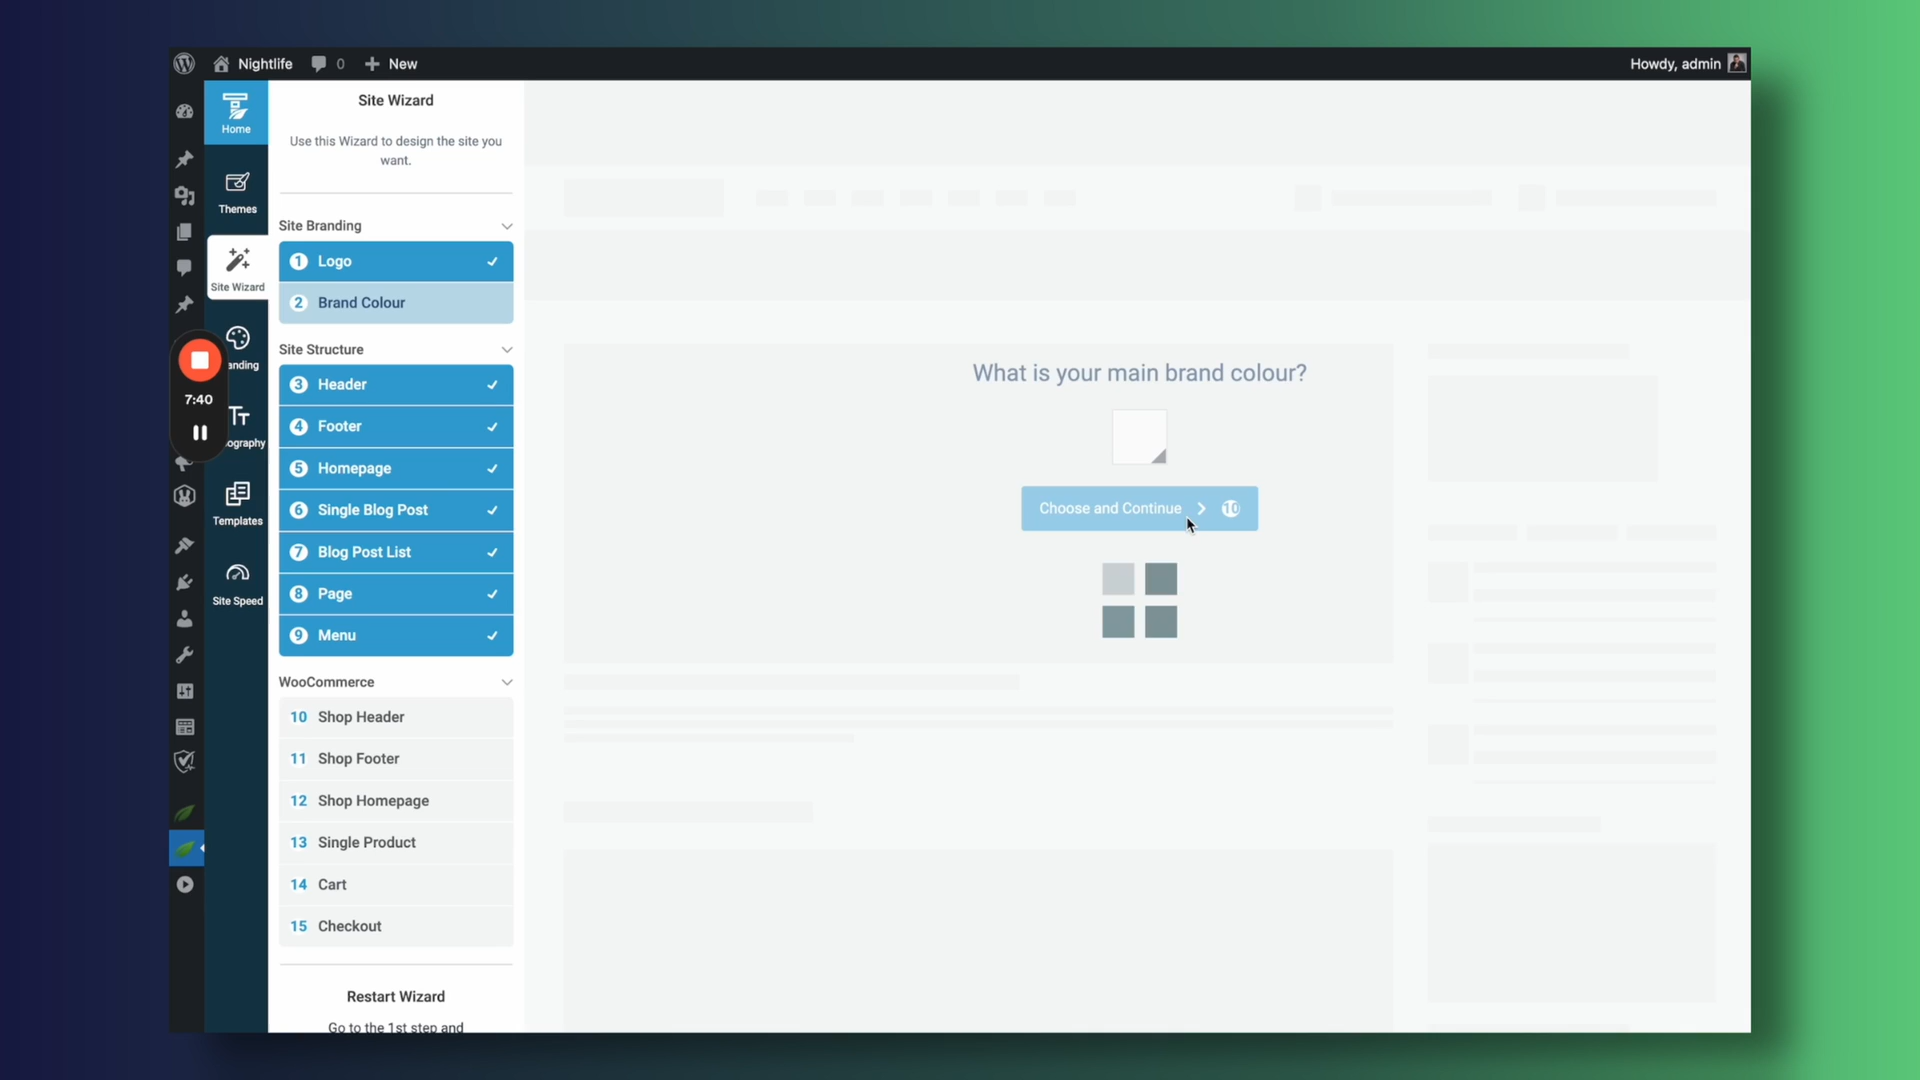 Nightlife
0
New
Howdy, admin
Home
Themes
Site Wizard
anding
ography
Templates
Site Speed
7:40
Site Wizard
Use this Wizard to design the site you
want.
Site Branding
1 Logo
2 Brand Colour
Site Structure
3 Header
4 Footer
5 Homepage
6 Single Blog Post
7 Blog Post List
8 Page
9 Menu
WooCommerce
10 Shop Header
11 Shop Footer
12 Shop Homepage
13 Single Product
14 Cart
15 Checkout
Restart Wizard
Go to the 1st step and
What is your main brand colour?
Choose and Continue 10